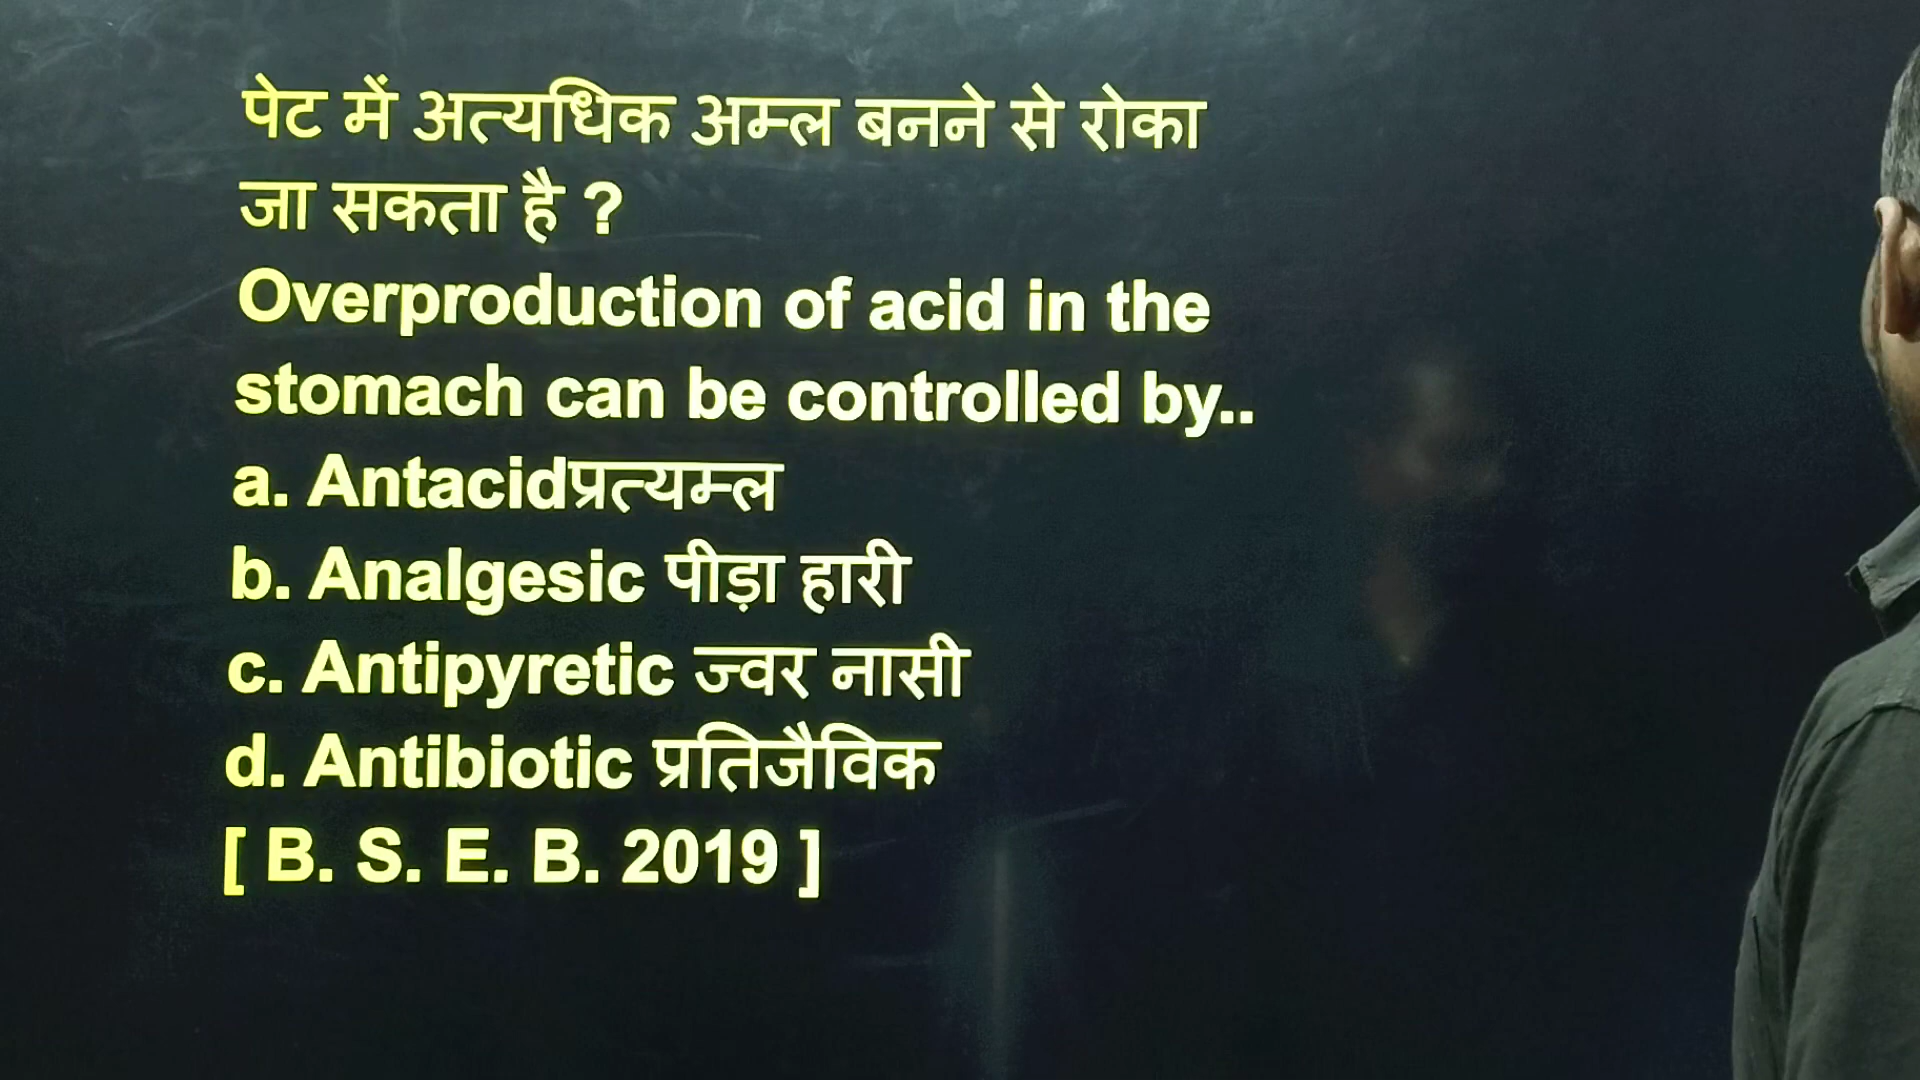 पेट में अत्यधिक अम्ल बनने से रोका
जा सकता है ?
Overproduction of acid in the
stomach can be controlled by..
a. Antacidप्रत्यम्ल
b. Analgesic पीड़ा हारी
c. Antipyretic ज्वर नासी
d. Antibiotic प्रतिजैविक
[ B. S. E. B. 2019 ]